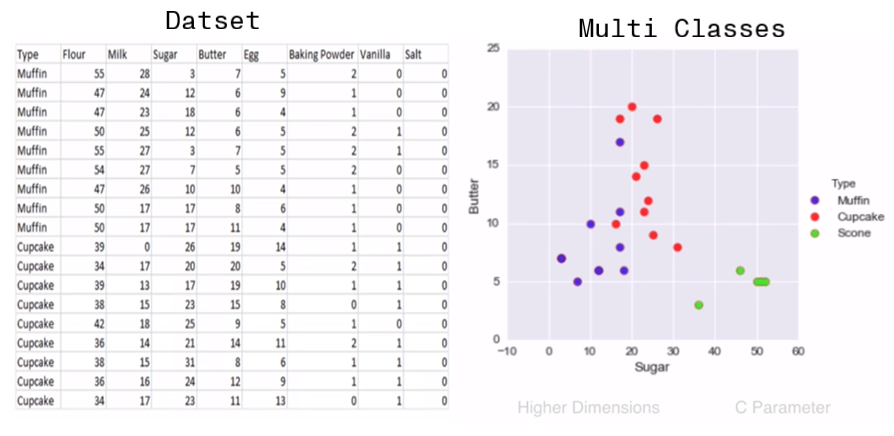 Datset
Type Flour Milk Sugar Butter Egg Baking Powder Vanilla Salt
Muffin 55 28 3 7 5 2 0 0
Muffin 47 24 12 6 9 1 0 0
Muffin 47 23 18 6 4 1 0 0
Muffin 50 25 12 6 5 2 1 0
Muffin 55 27 3 7 5 2 1 0
Muffin 54 27 7 5 5 2 0 0
Muffin 47 26 10 10 4 1 0 0
Muffin 50 17 17 8 6 1 0 0
Muffin 50 17 17 11 4 1 0 0
Cupcake 39 0 26 19 14 1 1 0
Cupcake 34 17 20 20 5 2 1 0
Cupcake 39 13 17 19 10 1 1 0
Cupcake 38 15 23 15 8 0 1 0
Cupcake 42 18 25 9 5 1 0 0
Cupcake 36 14 21 14 11 2 1 0
Cupcake 38 15 31 8 6 1 1 0
Cupcake 36 16 24 12 9 1 1 0
Cupcake 34 17 23 11 13 0 1 0
Multi Classes
25
20
15
10
5
0
Butter
-10 0 10 20 30 40 50 60
Sugar
Type
Muffin
Cupcake
Scone
Higher Dimensions C Parameter